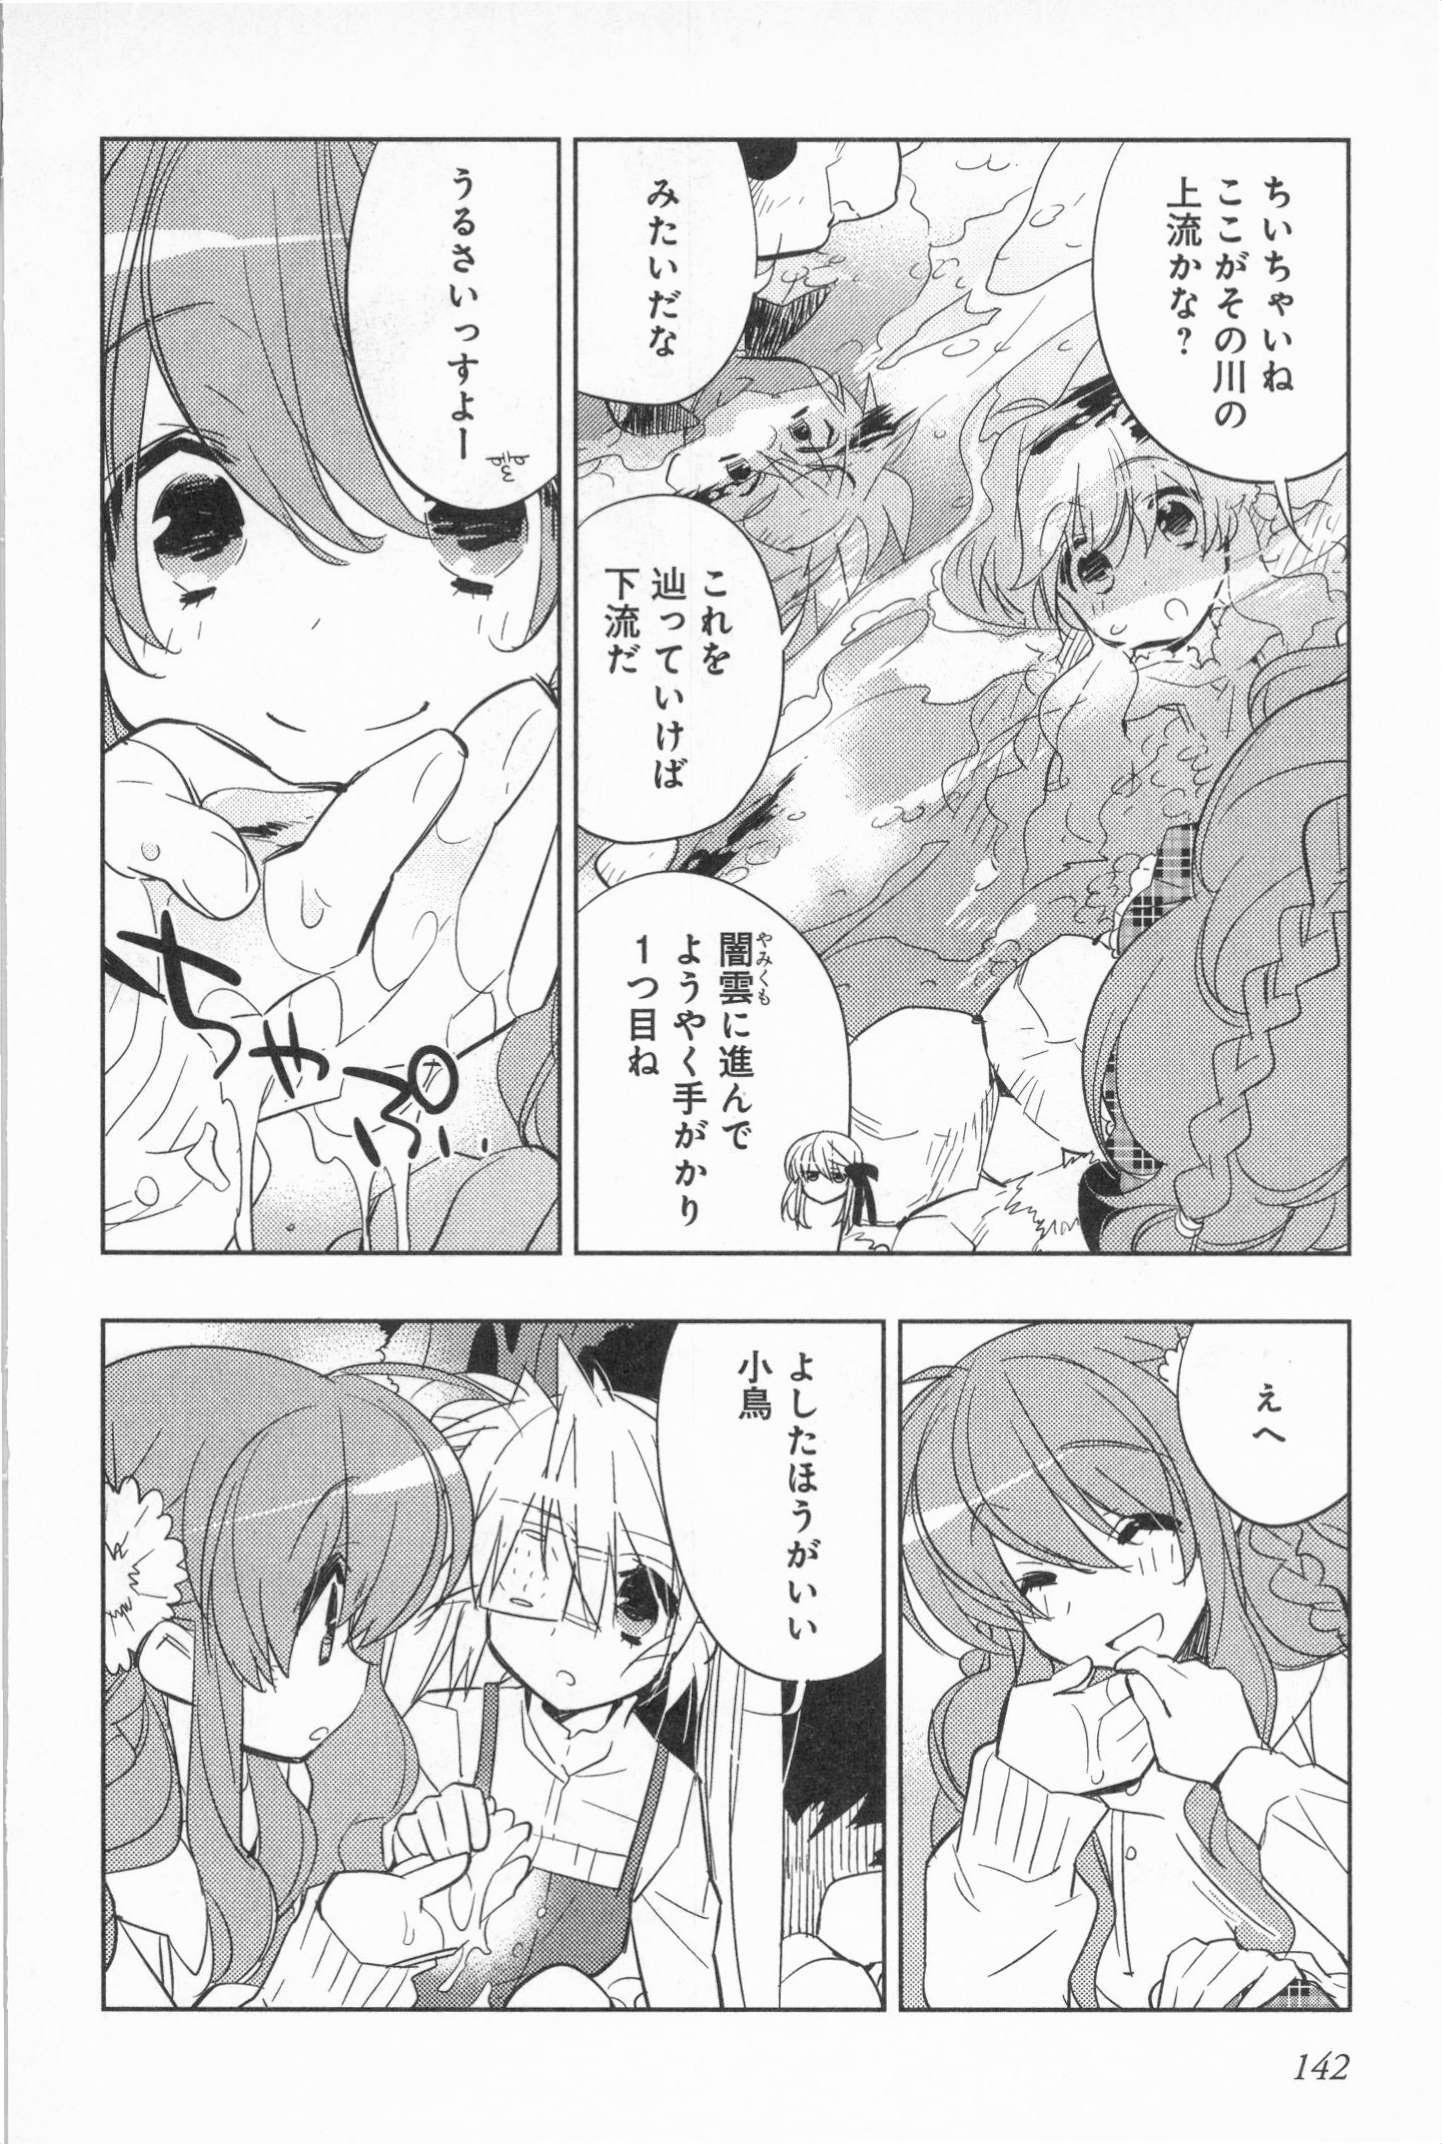 ちいちゃいね
ここがその川の
上流かな?
みたいだな
これを
辿っていけば
下流だ
闇雲に進んで
やみくも
ようやく手がかり
1つ目ね
うるさいっすよー
ちゃぷ…
えへ
よしたほうがいい
小鳥
142